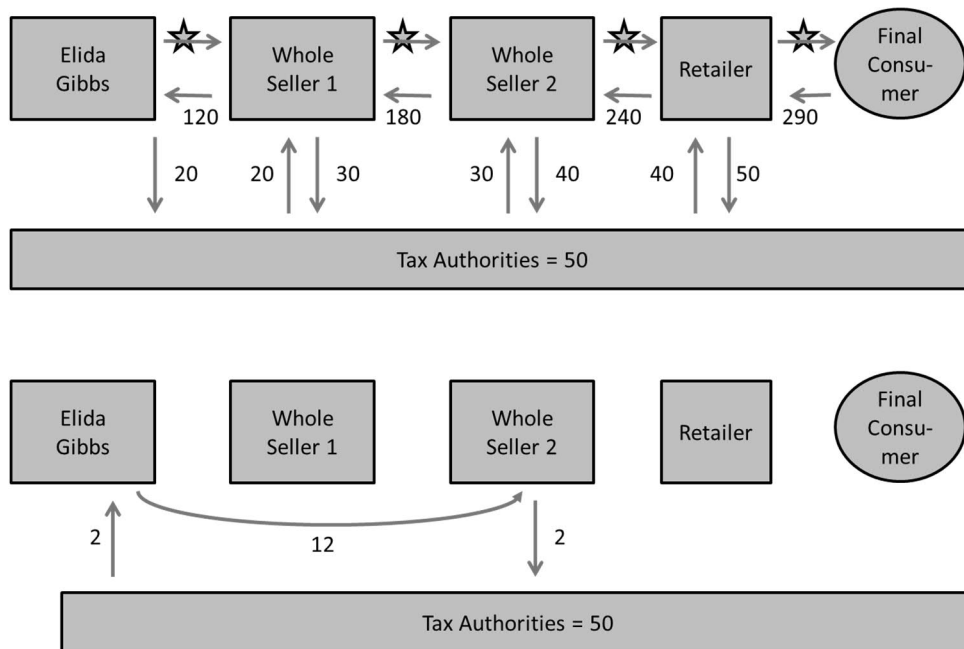 Elida
Gibbs
Whole
Seller 1
Whole
Seller 2
Retailer
Final
Consu-
mer
120
180
240
290
20
20
30
30
40
40
50
Tax Authorities = 50
Elida
Gibbs
Whole
Seller 1
Whole
Seller 2
Retailer
Final
Consu-
mer
2
12
2
Tax Authorities = 50